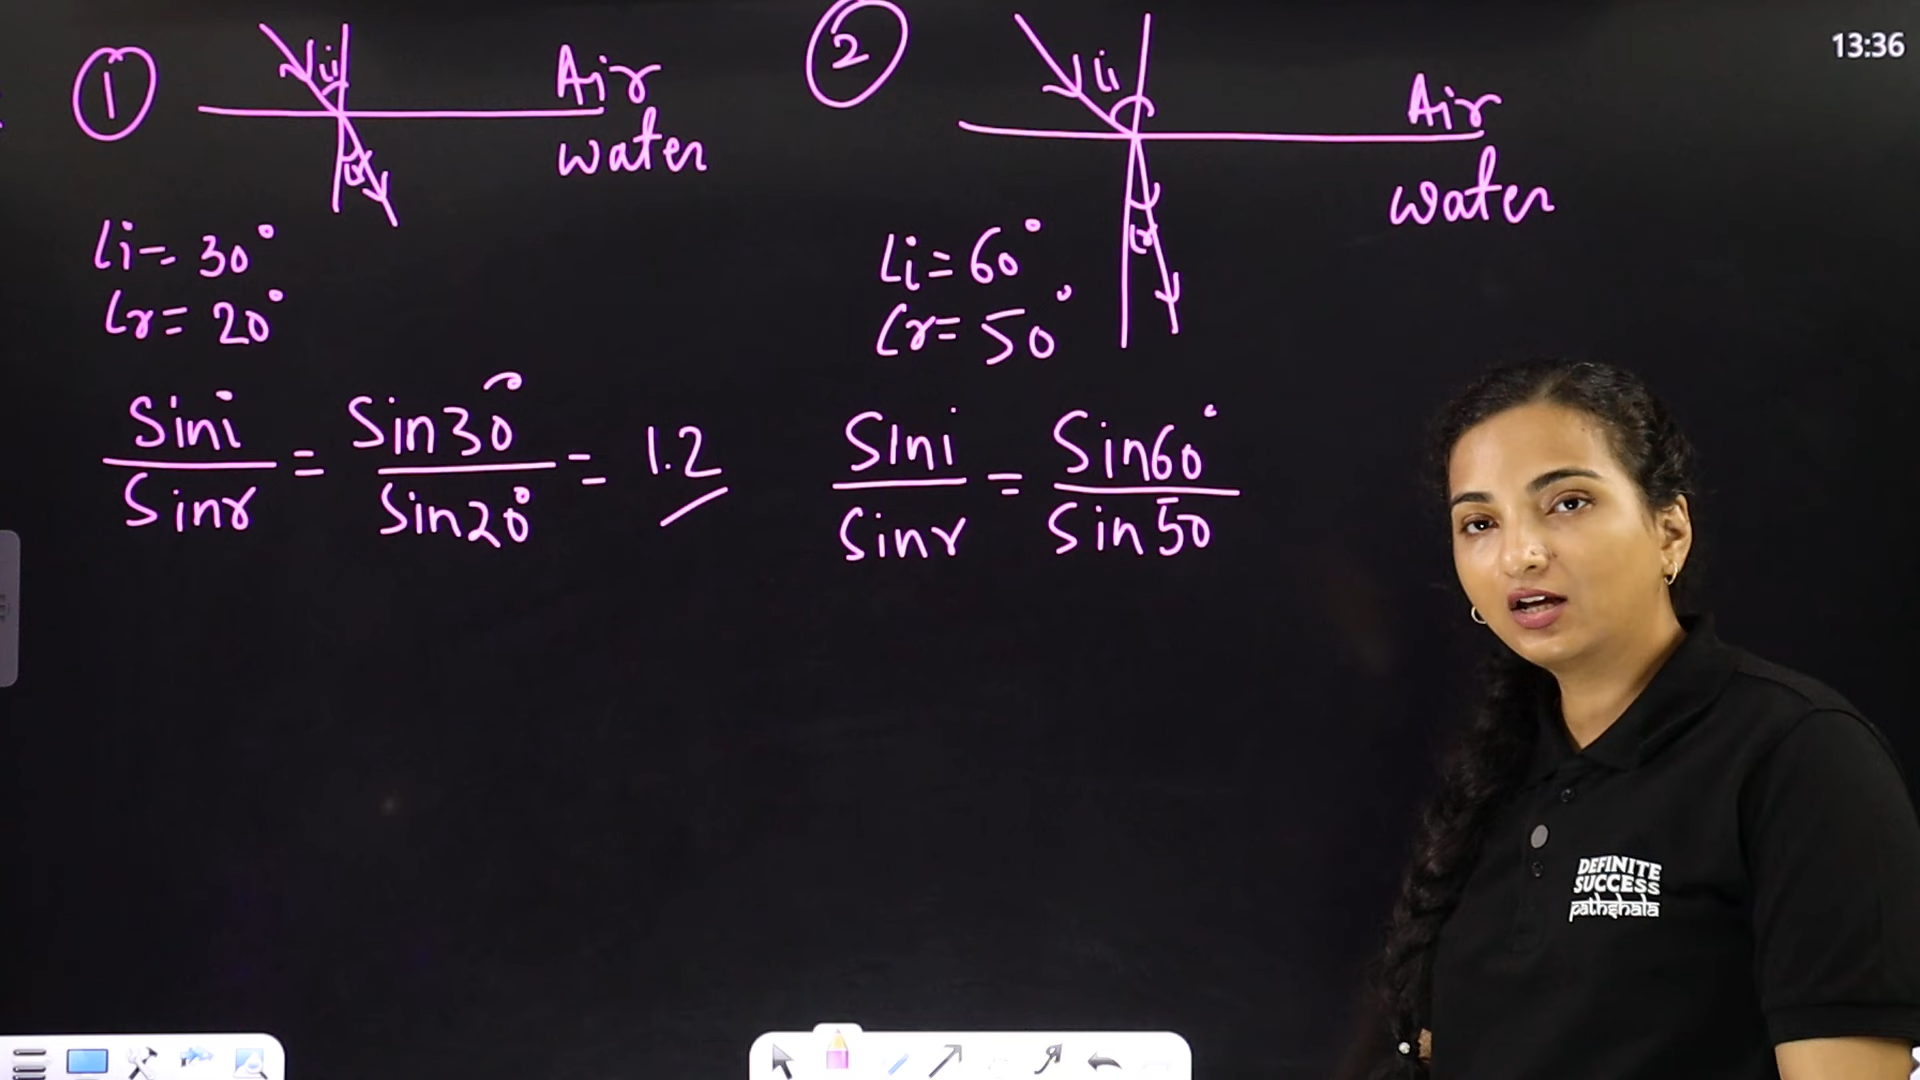 13:36
①
∠i
Air
water
∠r
∠i = 30°
∠r = 20°
Sini/Sinr = Sin30°/Sin20° = 1.2
②
∠i
Air
water
∠r
∠i = 60°
∠r = 50°
Sini/Sinr = Sin60°/Sin50
DEFINITE
SUCCESS
pathshala